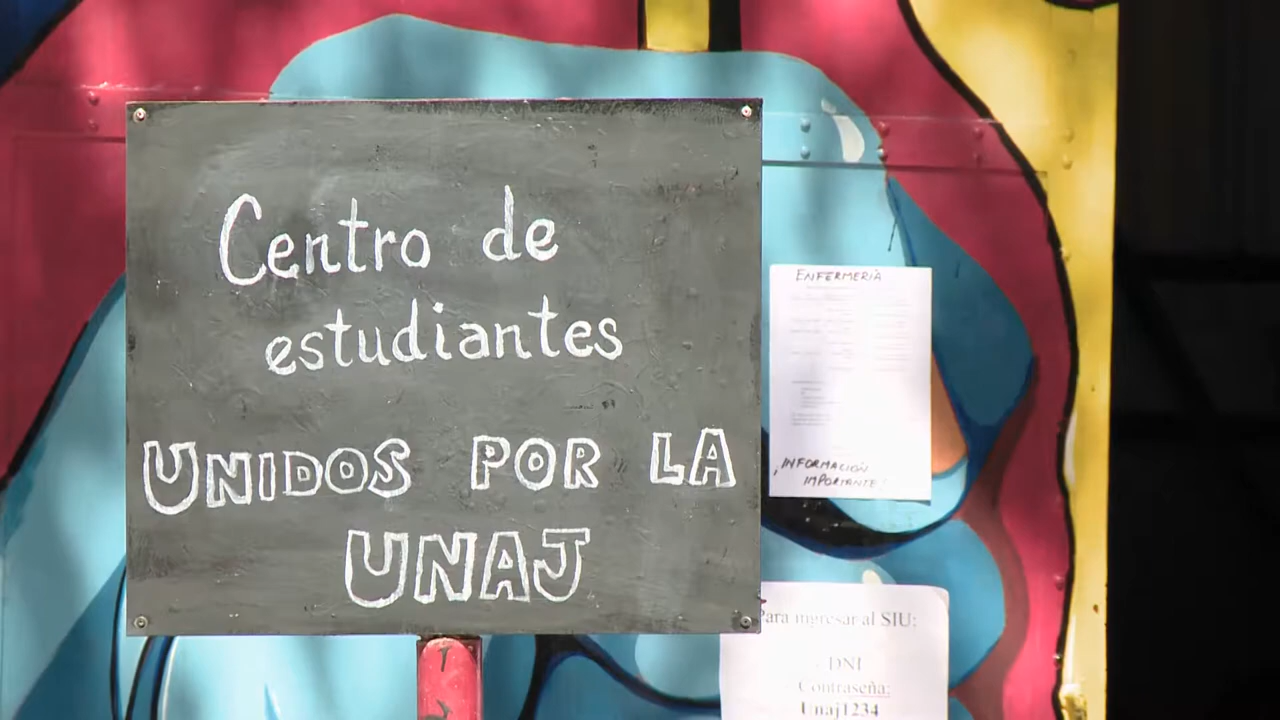 Centro de
estudiantes
UNIDOS POR LA
UNAJ
ENFERMERÍA
¡INFORMACIÓN
IMPORTANTE!
Para ingresar al SIU:
DNI
Contraseña:
Unaj1234